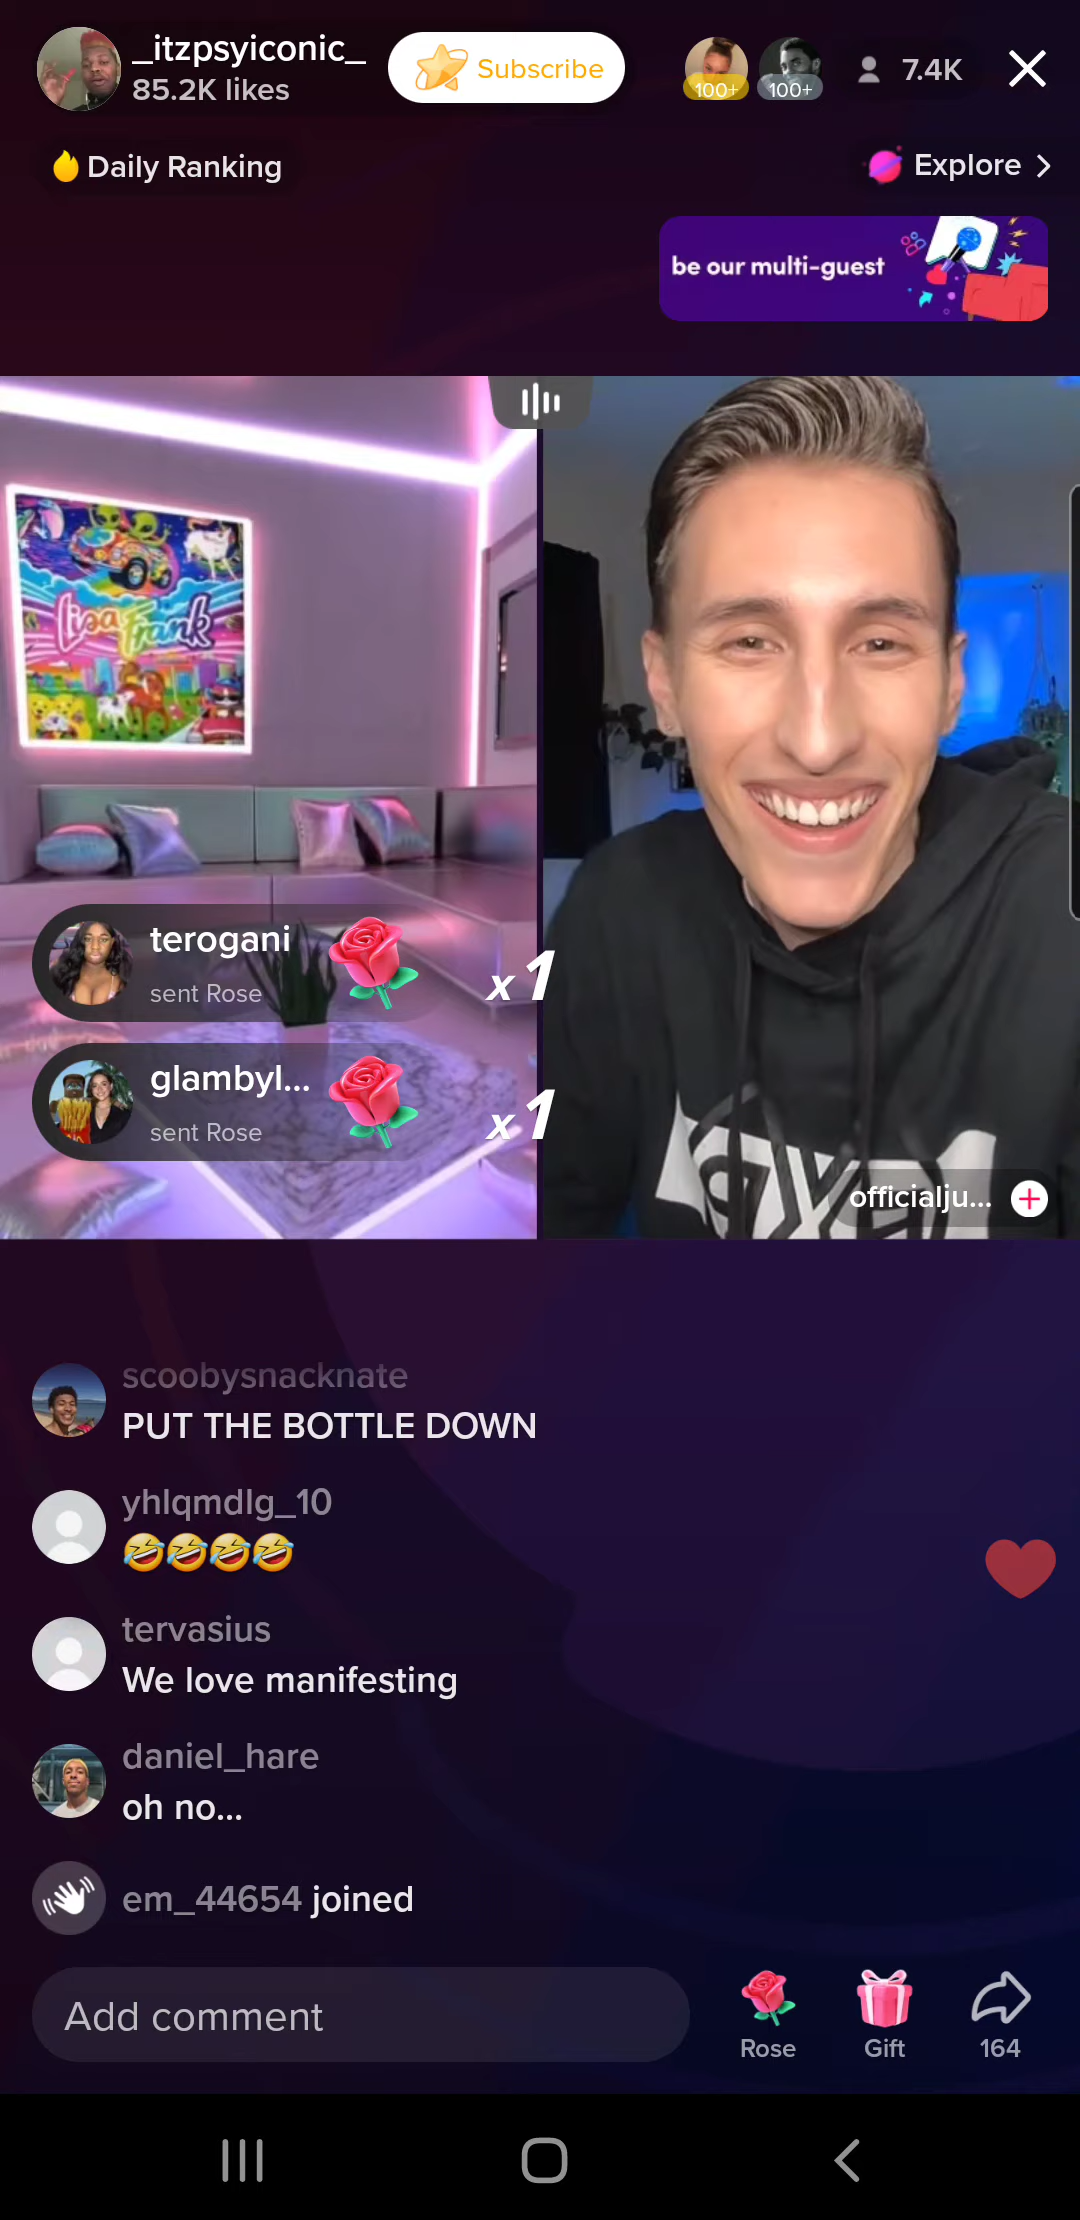 _itzpsyiconic_
85.2K likes
Subscribe
100+
100+
7.4K
Daily Ranking
Explore >
be our multi-guest
Lisa Frank
terogani
sent Rose
x1
glambyl...
sent Rose
x1
officialju...
scoobysnacknate
PUT THE BOTTLE DOWN
yhlqmdlg_10
🤣🤣🤣🤣
tervasius
We love manifesting
daniel_hare
oh no...
em_44654 joined
Add comment
Rose
Gift
164